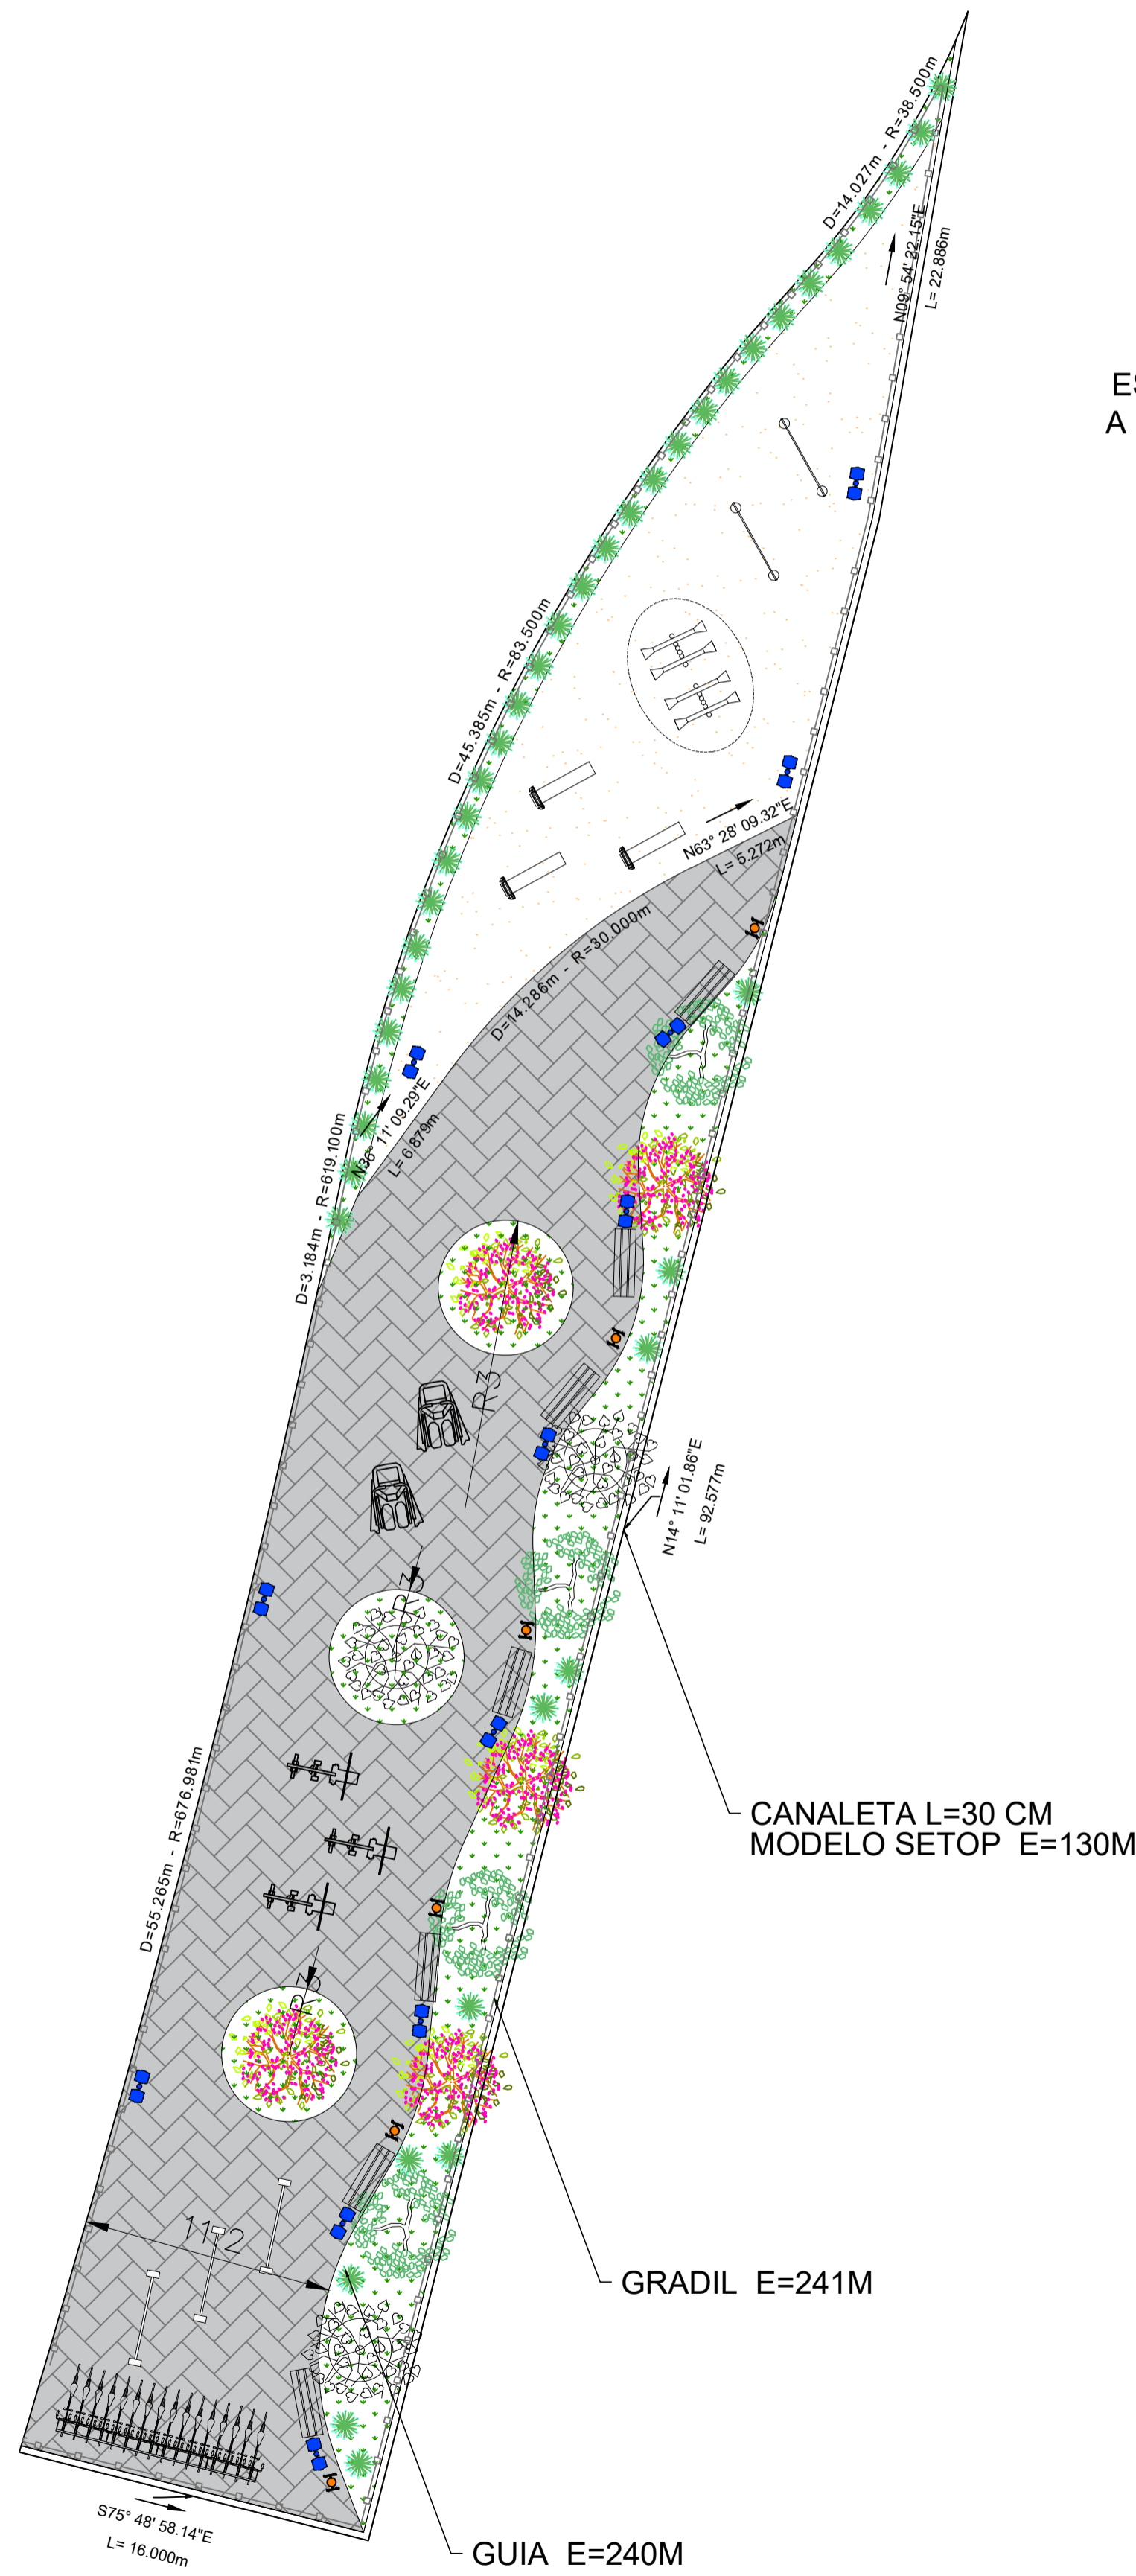 D=14.027m - R=38.500m
N09° 54' 22.15"E
L= 22.886m
ES
A
D=45.385m - R=83.500m
N63° 28' 09.32"E
L= 5.272m
D=14.286m - R=30.000m
N36° 11' 09.29"E
L= 6.879m
D=3.184m - R=619.100m
R3
N14° 11' 01.86"E
L= 92.577m
R3
D=55.265m - R=676.981m
CANALETA L=30 CM
MODELO SETOP E=130M
R3
11,2
GRADIL E=241M
S75° 48' 58.14"E
L= 16.000m
GUIA E=240M